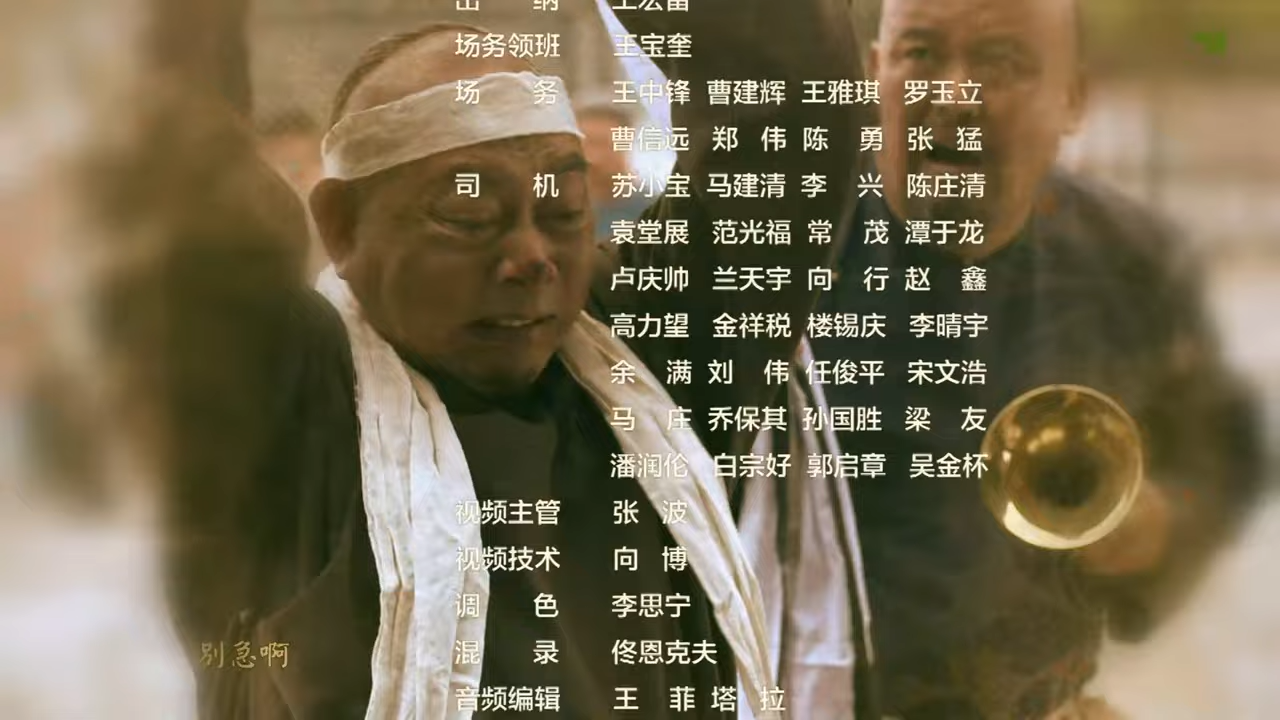 出 纳 王宏雷
场务领班 王宝奎
场 务 王中锋 曹建辉 王雅琪 罗玉立
曹信远 郑 伟 陈 勇 张 猛
司 机 苏小宝 马建清 李 兴 陈庄清
袁堂展 范光福 常 茂 潭于龙
卢庆帅 兰天宇 向 行 赵 鑫
高力望 金祥税 楼锡庆 李晴宇
余 满 刘 伟 任俊平 宋文浩
马 庄 乔保其 孙国胜 梁 友
潘润伦 白宗好 郭启章 吴金杯
视频主管 张 波
视频技术 向 博
调 色 李思宁
别急啊
混 录 佟恩克夫
音频编辑 王 菲 塔 拉